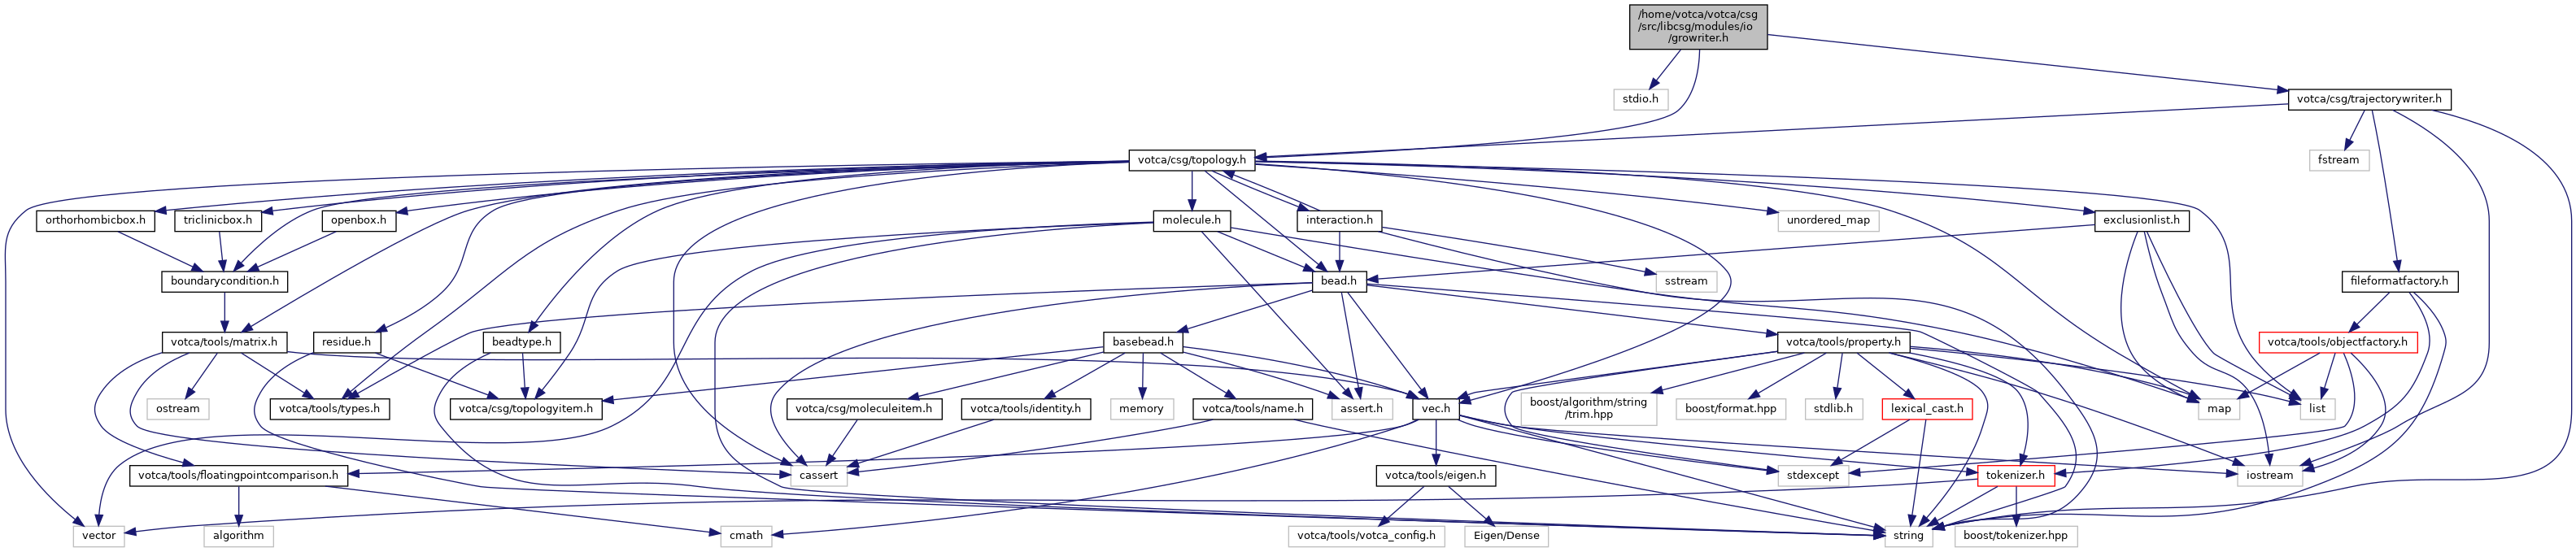 /home/votca/votca/csg
/src/libcsg/modules/io
/growriter.h
stdio.h
votca/csg/trajectorywriter.h
votca/csg/topology.h
fstream
orthorhombicbox.h
triclinicbox.h
openbox.h
molecule.h
interaction.h
unordered_map
exclusionlist.h
boundarycondition.h
bead.h
sstream
fileformatfactory.h
votca/tools/matrix.h
residue.h
beadtype.h
basebead.h
votca/tools/property.h
votca/tools/objectfactory.h
ostream
votca/tools/types.h
votca/csg/topologyitem.h
votca/csg/moleculeitem.h
votca/tools/identity.h
memory
votca/tools/name.h
assert.h
vec.h
boost/algorithm/string
/trim.hpp
boost/format.hpp
stdlib.h
lexical_cast.h
map
list
votca/tools/floatingpointcomparison.h
cassert
votca/tools/eigen.h
stdexcept
tokenizer.h
iostream
vector
algorithm
cmath
votca/tools/votca_config.h
Eigen/Dense
string
boost/tokenizer.hpp